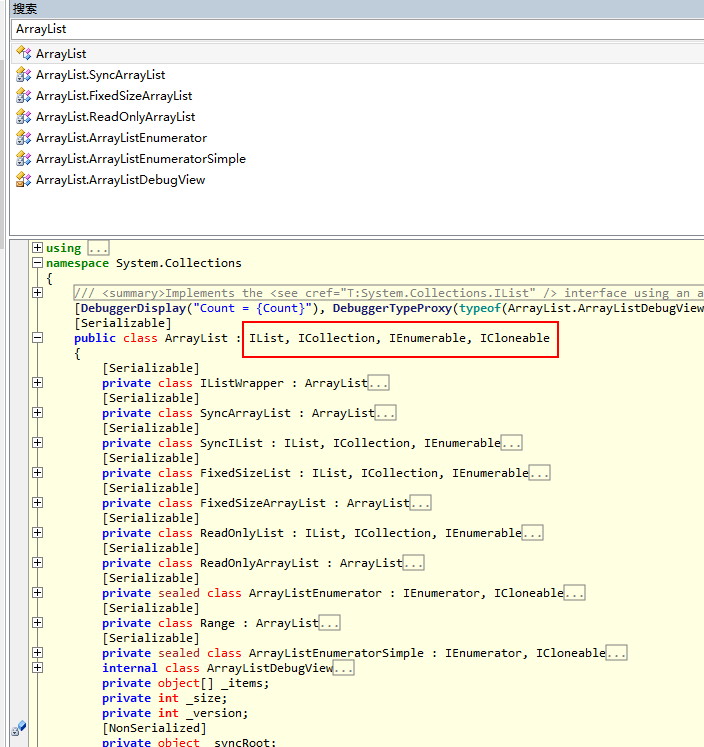 搜索
ArrayList
ArrayList
ArrayList.SyncArrayList
ArrayList.FixedSizeArrayList
ArrayList.ReadOnlyArrayList
ArrayList.ArrayListEnumerator
ArrayList.ArrayListEnumeratorSimple
ArrayList.ArrayListDebugView
using ...
namespace System.Collections
{
/// <summary>Implements the <see cref="T:System.Collections.IList" /> interface using an a
[DebuggerDisplay("Count = {Count}"), DebuggerTypeProxy(typeof(ArrayList.ArrayListDebugView
[Serializable]
public class ArrayList : IList, ICollection, IEnumerable, ICloneable
{
[Serializable]
private class IListWrapper : ArrayList...
[Serializable]
private class SyncArrayList : ArrayList...
[Serializable]
private class SyncIList : IList, ICollection, IEnumerable...
[Serializable]
private class FixedSizeList : IList, ICollection, IEnumerable...
[Serializable]
private class FixedSizeArrayList : ArrayList...
[Serializable]
private class ReadOnlyList : IList, ICollection, IEnumerable...
[Serializable]
private class ReadOnlyArrayList : ArrayList...
[Serializable]
private sealed class ArrayListEnumerator : IEnumerator, ICloneable...
[Serializable]
private class Range : ArrayList...
[Serializable]
private sealed class ArrayListEnumeratorSimple : IEnumerator, ICloneable...
internal class ArrayListDebugView...
private object[] _items;
private int _size;
private int _version;
[NonSerialized]
private object _syncRoot;